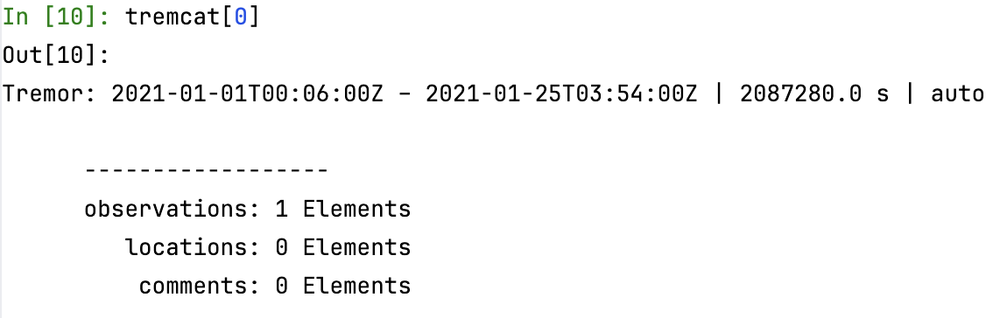 In [10]: tremcat[0]
Out[10]:
Tremor: 2021-01-01T00:06:00Z – 2021-01-25T03:54:00Z | 2087280.0 s | auto
------------------
observations: 1 Elements
locations: 0 Elements
comments: 0 Elements